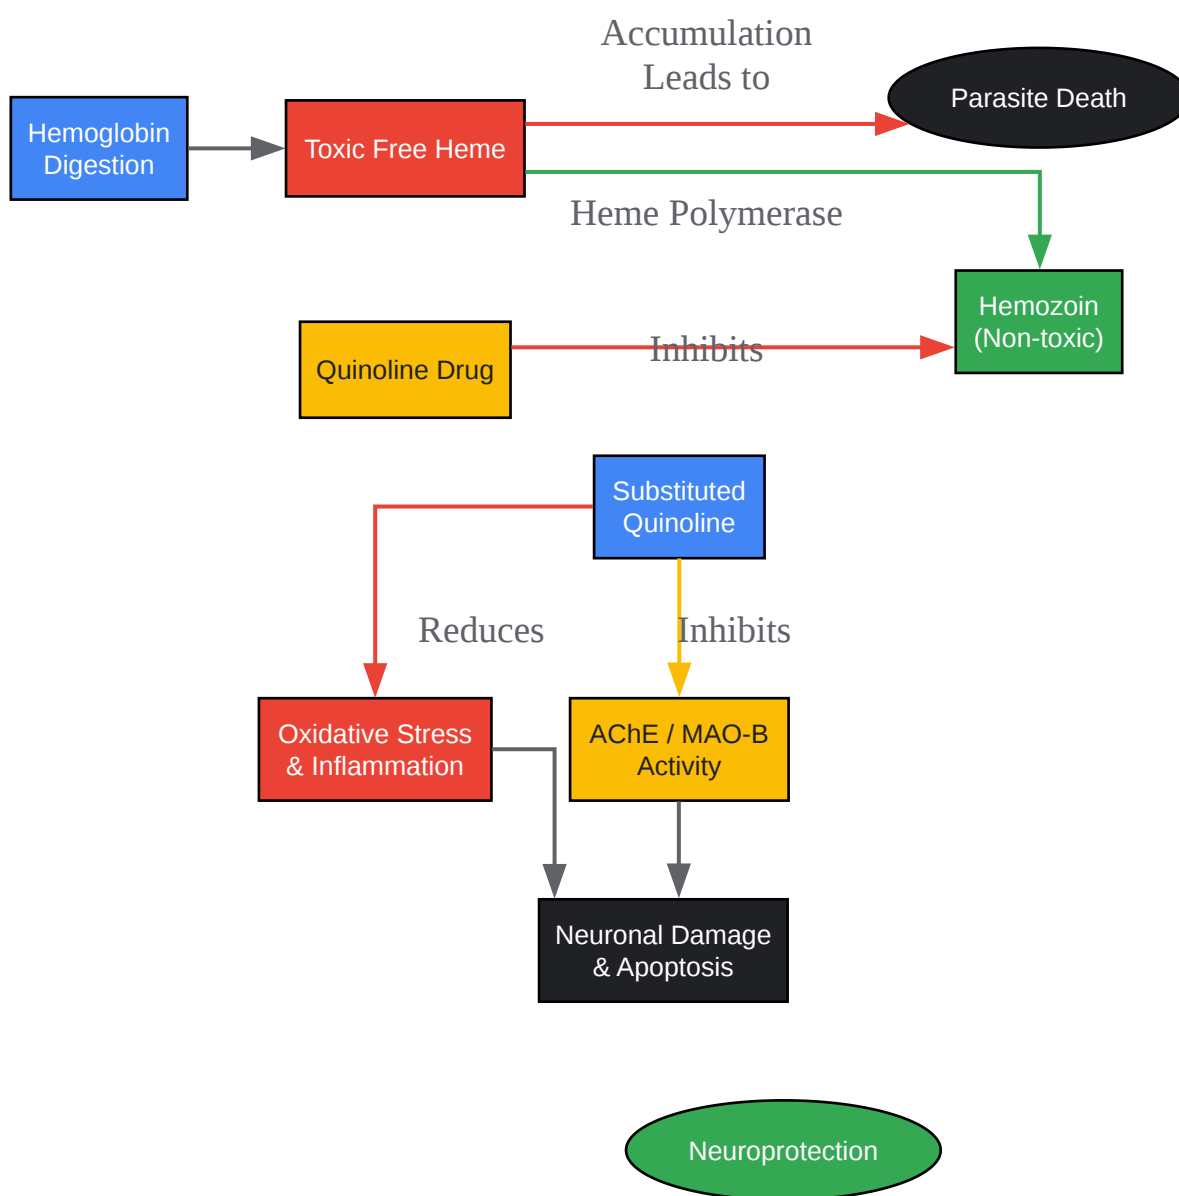 Accumulation
Leads to
Parasite Death
Hemoglobin
Digestion
Toxic Free Heme
Heme Polymerase
Hemozoin
(Non-toxic)
Quinoline Drug
Inhibits
Substituted
Quinoline
Reduces
Inhibits
Oxidative Stress
& Inflammation
AChE / MAO-B
Activity
Neuronal Damage
& Apoptosis
Neuroprotection